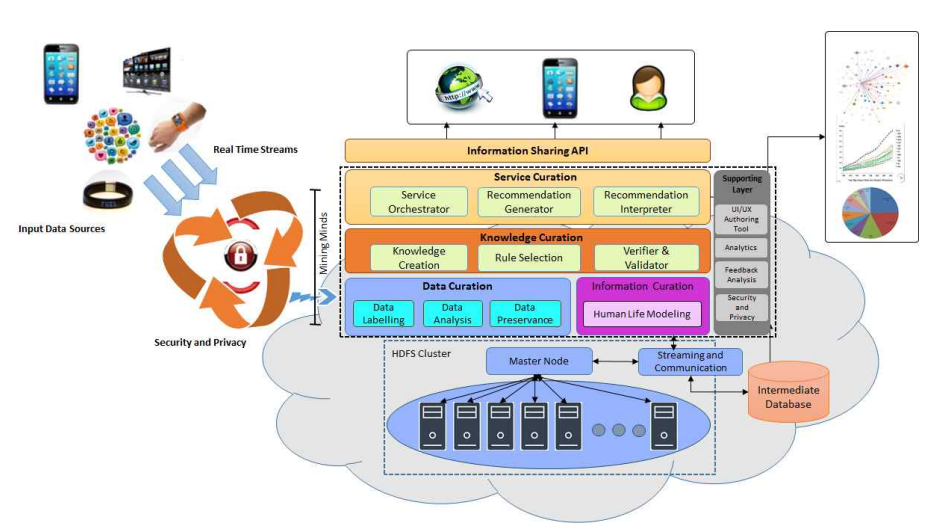 Real Time Streams
Input Data Sources
Security and Privacy
Mining Minds
http://www
Information Sharing API
Service Curation
Service
Orchestrator
Recommendation
Generator
Recommendation
Interpreter
Knowledge Curation
Knowledge
Creation
Rule Selection
Verifier &
Validator
Data Curation
Data
Labelling
Data
Analysis
Data
Preservance
Information Curation
Human Life Modeling
Supporting
Layer
UI/UX
Authoring
Tool
Analytics
Feedback
Analysis
Security
and
Privacy
HDFS Cluster
Master Node
Streaming and
Communication
Intermediate
Database